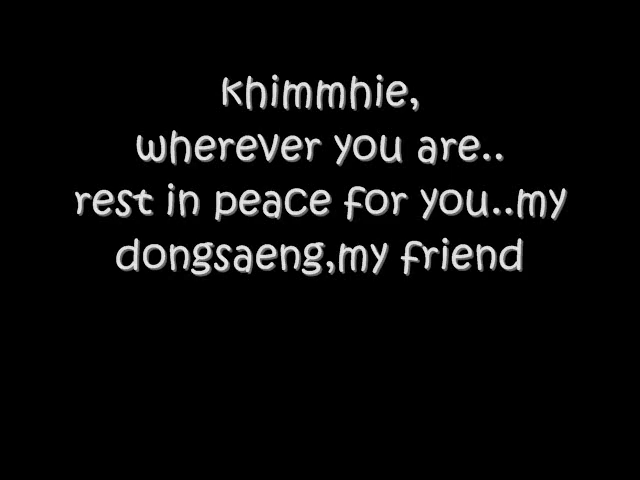 khimmhie,
wherever you are..
rest in peace for you..my
dongsaeng,my friend